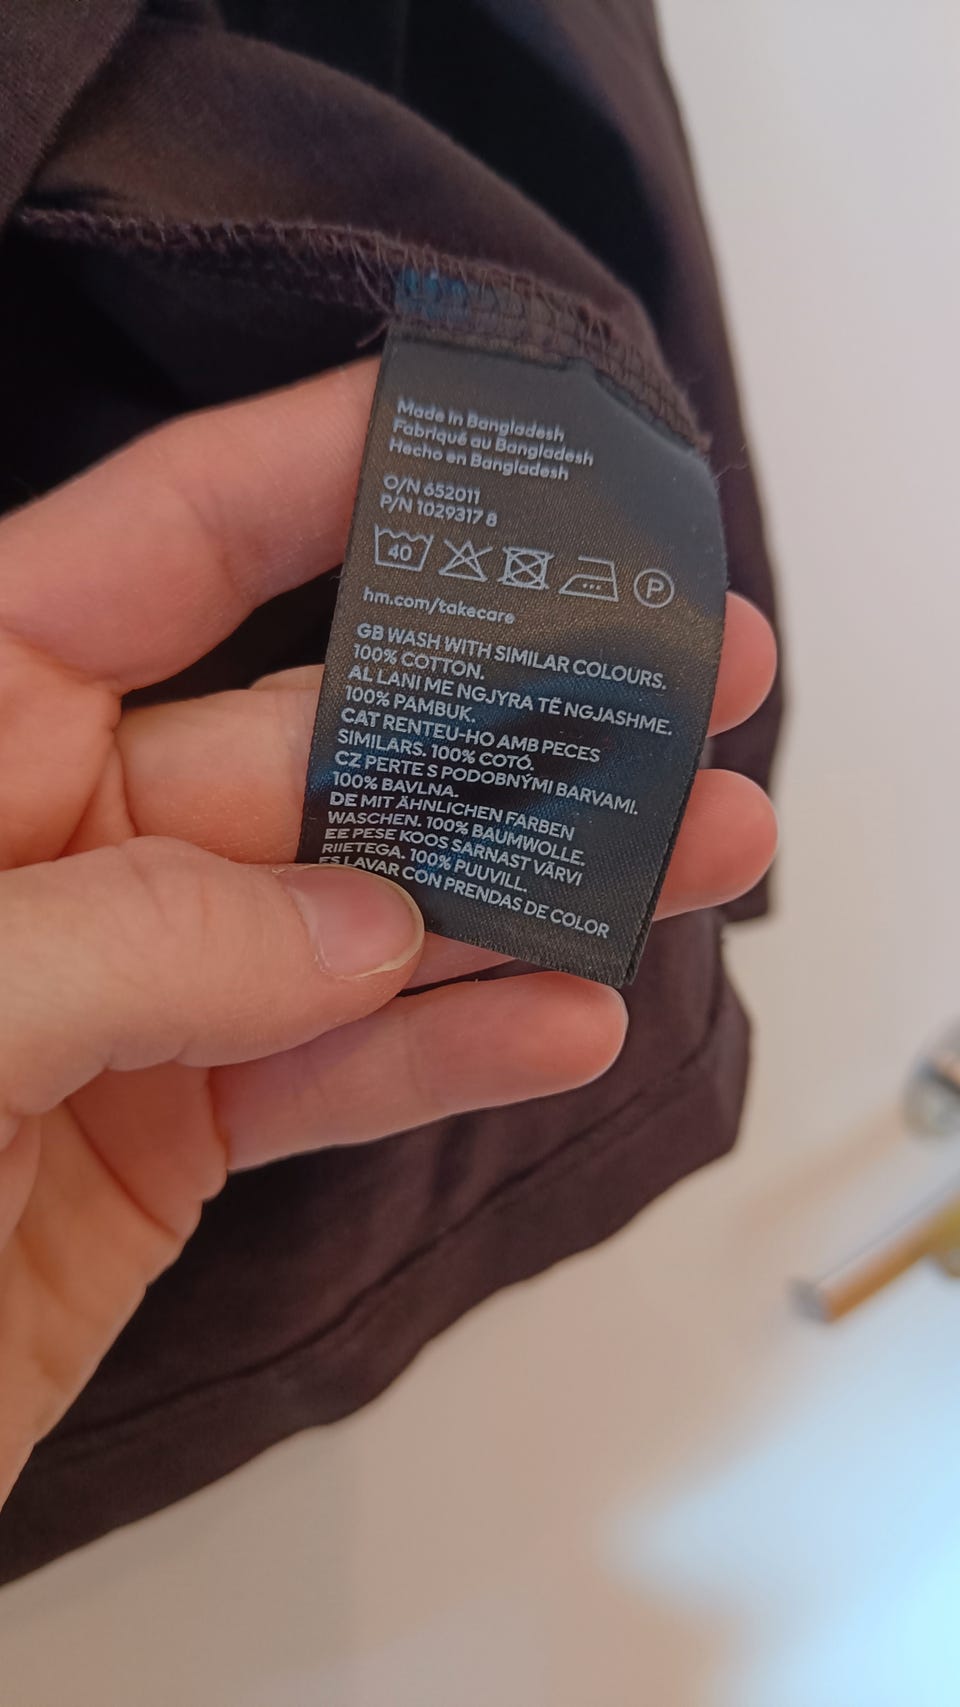 Made in Bangladesh
Fabriqué au Bangladesh
Hecho en Bangladesh
O/N 652011
P/N 1029317 8
40 P
hm.com/takecare
GB WASH WITH SIMILAR COLOURS.
100% COTTON.
AL LANI ME NGJYRA TË NGJASHME.
100% PAMBUK.
CAT RENTEU-HO AMB PECES
SIMILARS. 100% COTÓ.
CZ PERTE S PODOBNÝMI BARVAMI.
100% BAVLNA.
DE MIT ÄHNLICHEN FARBEN
WASCHEN. 100% BAUMWOLLE.
EE PESE KOOS SARNAST VÄRVI
RIIETEGA. 100% PUUVILL.
ES LAVAR CON PRENDAS DE COLOR